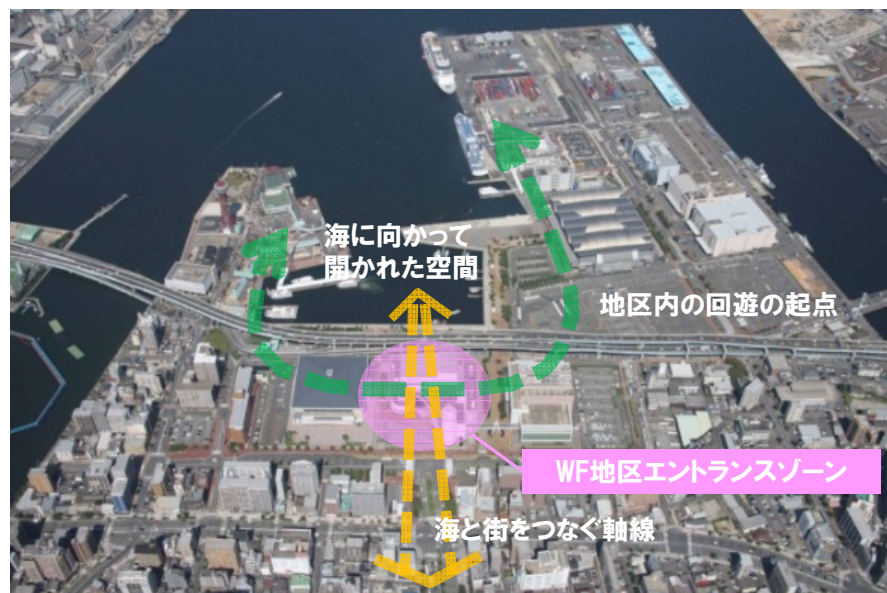 海に向かって
開かれた空間
地区内の回遊の起点
WF地区エントランスゾーン
海と街をつなぐ軸線